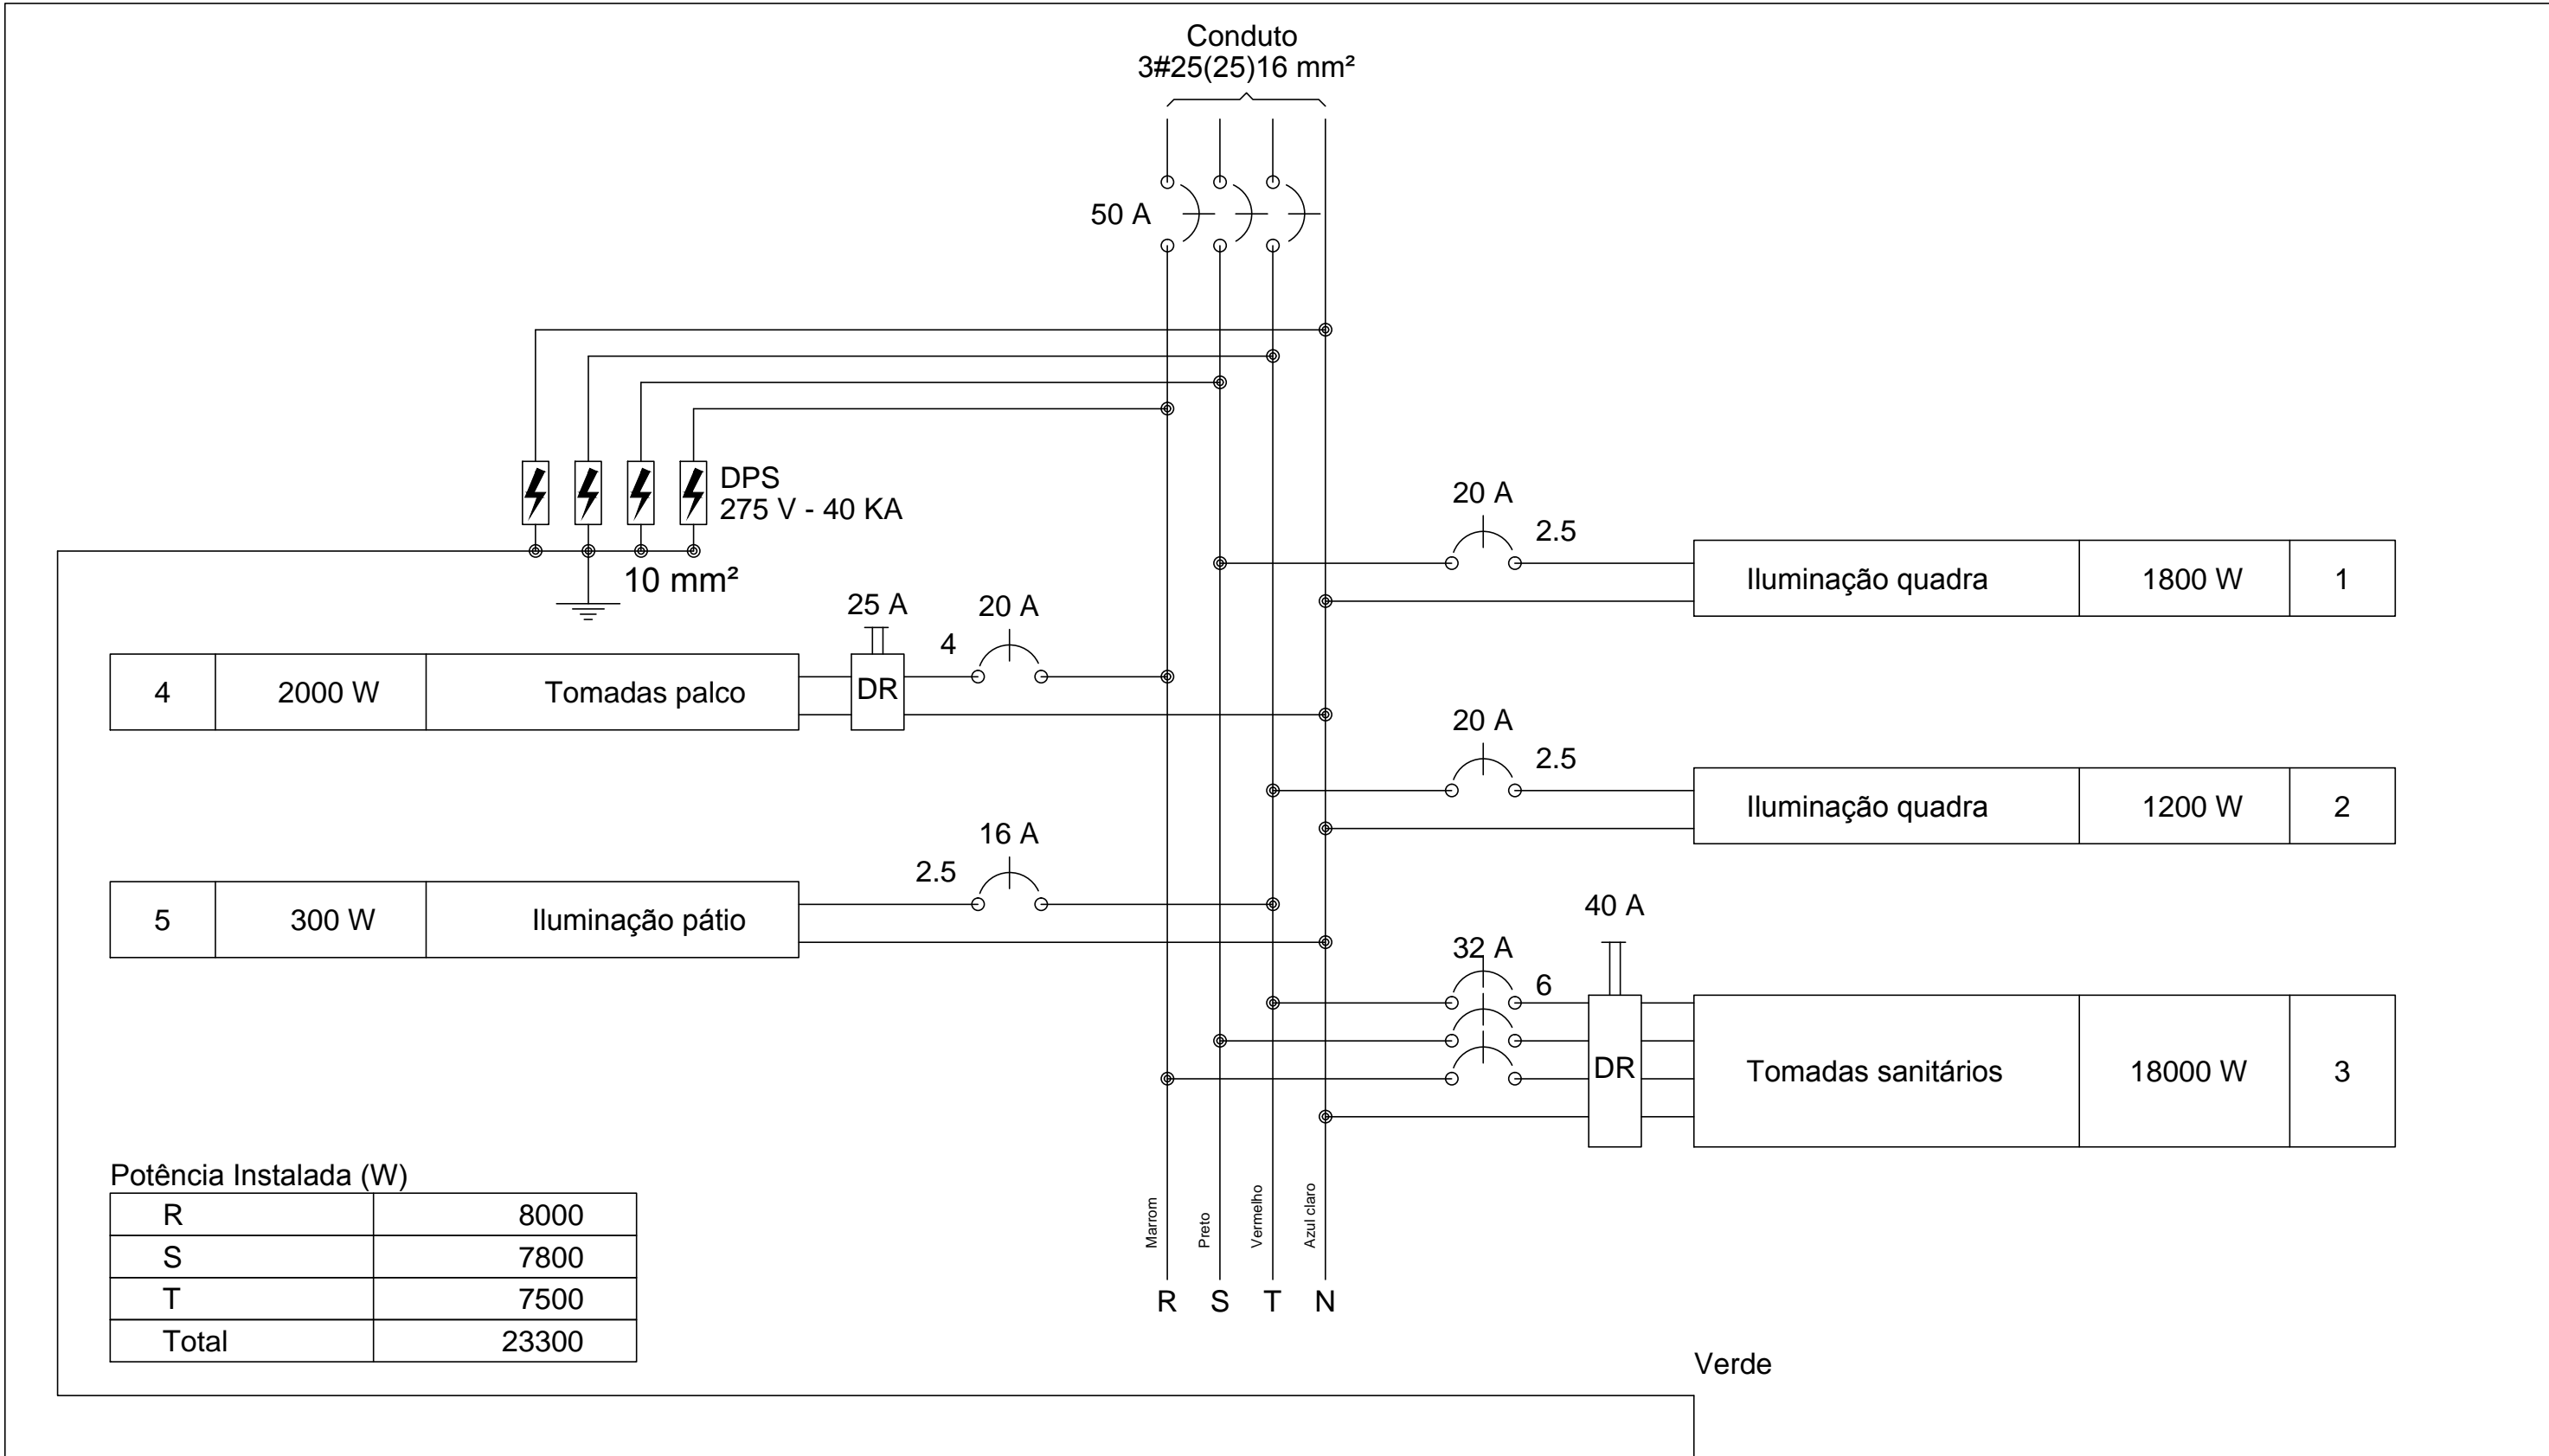 Conduto
3#25(25)16 mm²
50 A
DPS
275 V - 40 KA
10 mm²
20 A
2.5
Iluminação quadra 1800 W 1
25 A
20 A
4
4 2000 W Tomadas palco DR
20 A
2.5
Iluminação quadra 1200 W 2
16 A
2.5
5 300 W Iluminação pátio
40 A
32 A
6
DR Tomadas sanitários 18000 W 3
Potência Instalada (W)
R 8000
S 7800
T 7500
Total 23300
Marrom
Preto
Vermelho
Azul claro
R S T N
Verde